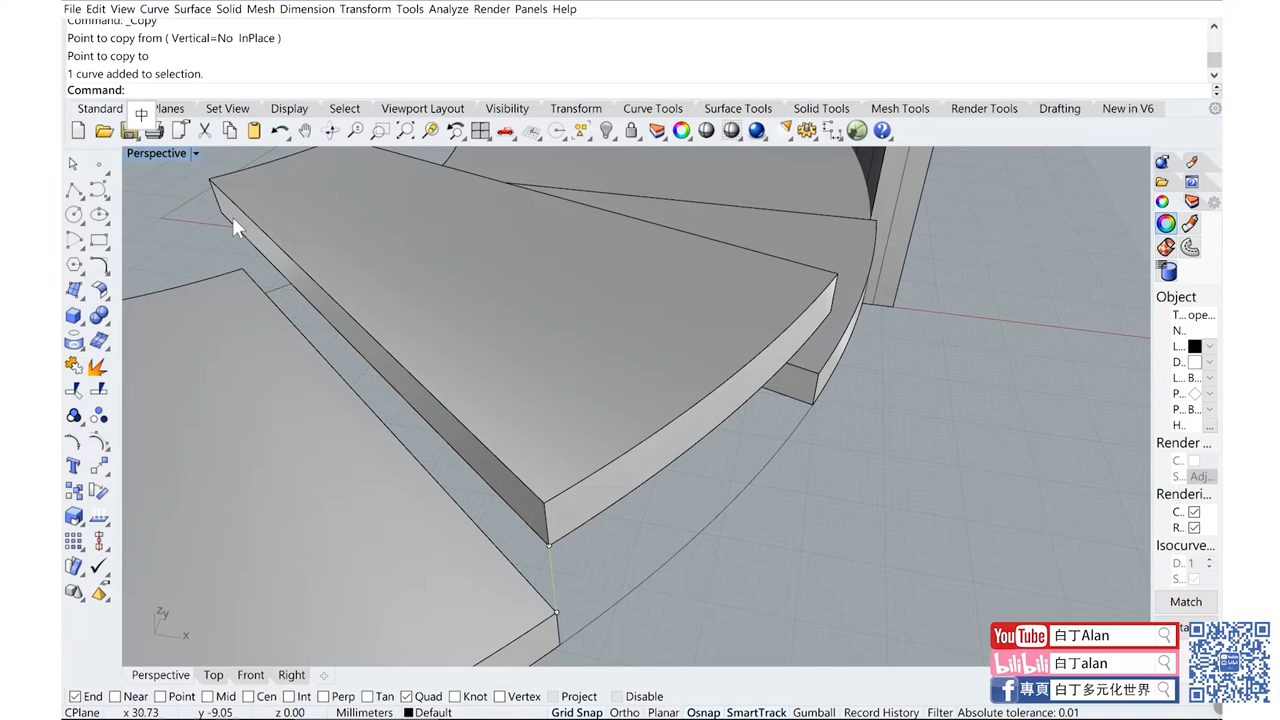 File Edit View Curve Surface Solid Mesh Dimension Transform Tools Analyze Render Panels Help
Command: _Copy
Point to copy from ( Vertical=No InPlace )
Point to copy to
1 curve added to selection.
Command:
Standard 中 Planes Set View Display Select Viewport Layout Visibility Transform Curve Tools Surface Tools Solid Tools Mesh Tools Render Tools Drafting New in V6
Perspective
Object
T... ope...
N...
L...
D...
L... B...
P...
P... B...
H... ...
Render ...
C...
S... Adj...
Renderi...
C...
R...
Isocurve...
D... 1
S...
Match
zy
x
YouTube 白丁Alan
bilibili 白丁alan
專頁 白丁多元化世界
Perspective Top Front Right
End Near Point Mid Cen Int Perp Tan Quad Knot Vertex Project Disable
CPlane x 30.73 y -9.05 z 0.00 Millimeters Default Grid Snap Ortho Planar Osnap SmartTrack Gumball Record History Filter Absolute tolerance: 0.01